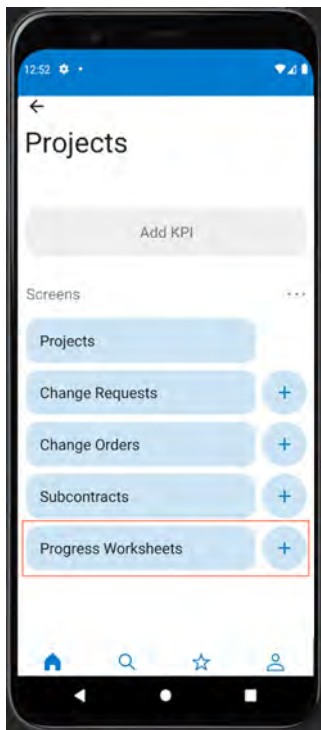 12:52
Projects
Add KPI
Screens
Projects
Change Requests
+
Change Orders
+
Subcontracts
+
Progress Worksheets
+